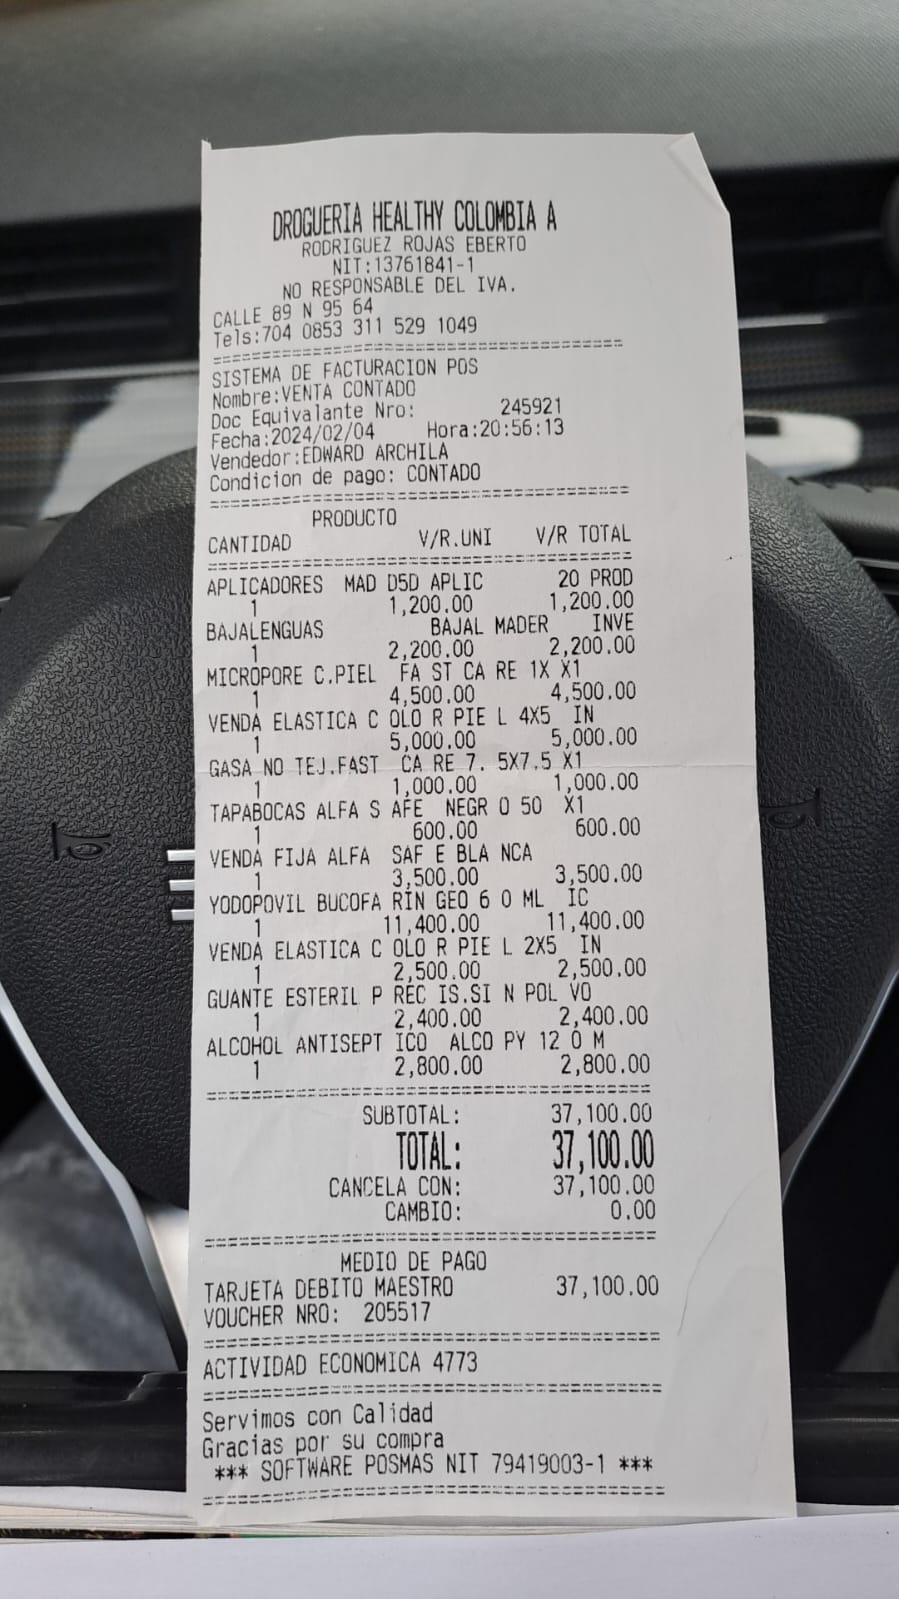 DROGUERIA HEALTHY COLOMBIA A
RODRIGUEZ ROJAS EBERTO
NIT:13761841-1
NO RESPONSABLE DEL IVA.
CALLE 89 N 95 64
Tels:704 0853 311 529 1049
SISTEMA DE FACTURACION POS
Nombre:VENTA CONTADO
Doc Equivalante Nro: 245921
Fecha:2024/02/04 Hora:20:56:13
Vendedor:EDWARD ARCHILA
Condicion de pago: CONTADO
PRODUCTO
CANTIDAD V/R.UNI V/R TOTAL
APLICADORES MAD D5D APLIC 20 PROD
1 1,200.00 1,200.00
BAJALENGUAS BAJAL MADER INVE
1 2,200.00 2,200.00
MICROPORE C.PIEL FA ST CA RE 1X X1
1 4,500.00 4,500.00
VENDA ELASTICA C OLO R PIE L 4X5 IN
1 5,000.00 5,000.00
GASA NO TEJ.FAST CA RE 7. 5X7.5 X1
1 1,000.00 1,000.00
TAPABOCAS ALFA S AFE NEGR O 50 X1
1 600.00 600.00
VENDA FIJA ALFA SAF E BLA NCA
1 3,500.00 3,500.00
YODOPOVIL BUCOFA RIN GEO 6 0 ML IC
1 11,400.00 11,400.00
VENDA ELASTICA C OLO R PIE L 2X5 IN
1 2,500.00 2,500.00
GUANTE ESTERIL P REC IS.SI N POL VO
1 2,400.00 2,400.00
ALCOHOL ANTISEPT ICO ALCO PY 12 0 M
1 2,800.00 2,800.00
SUBTOTAL: 37,100.00
TOTAL: 37,100.00
CANCELA CON: 37,100.00
CAMBIO: 0.00
MEDIO DE PAGO
TARJETA DEBITO MAESTRO 37,100.00
VOUCHER NRO: 205517
ACTIVIDAD ECONOMICA 4773
Servimos con Calidad
Gracias por su compra
*** SOFTWARE POSMAS NIT 79419003-1 ***